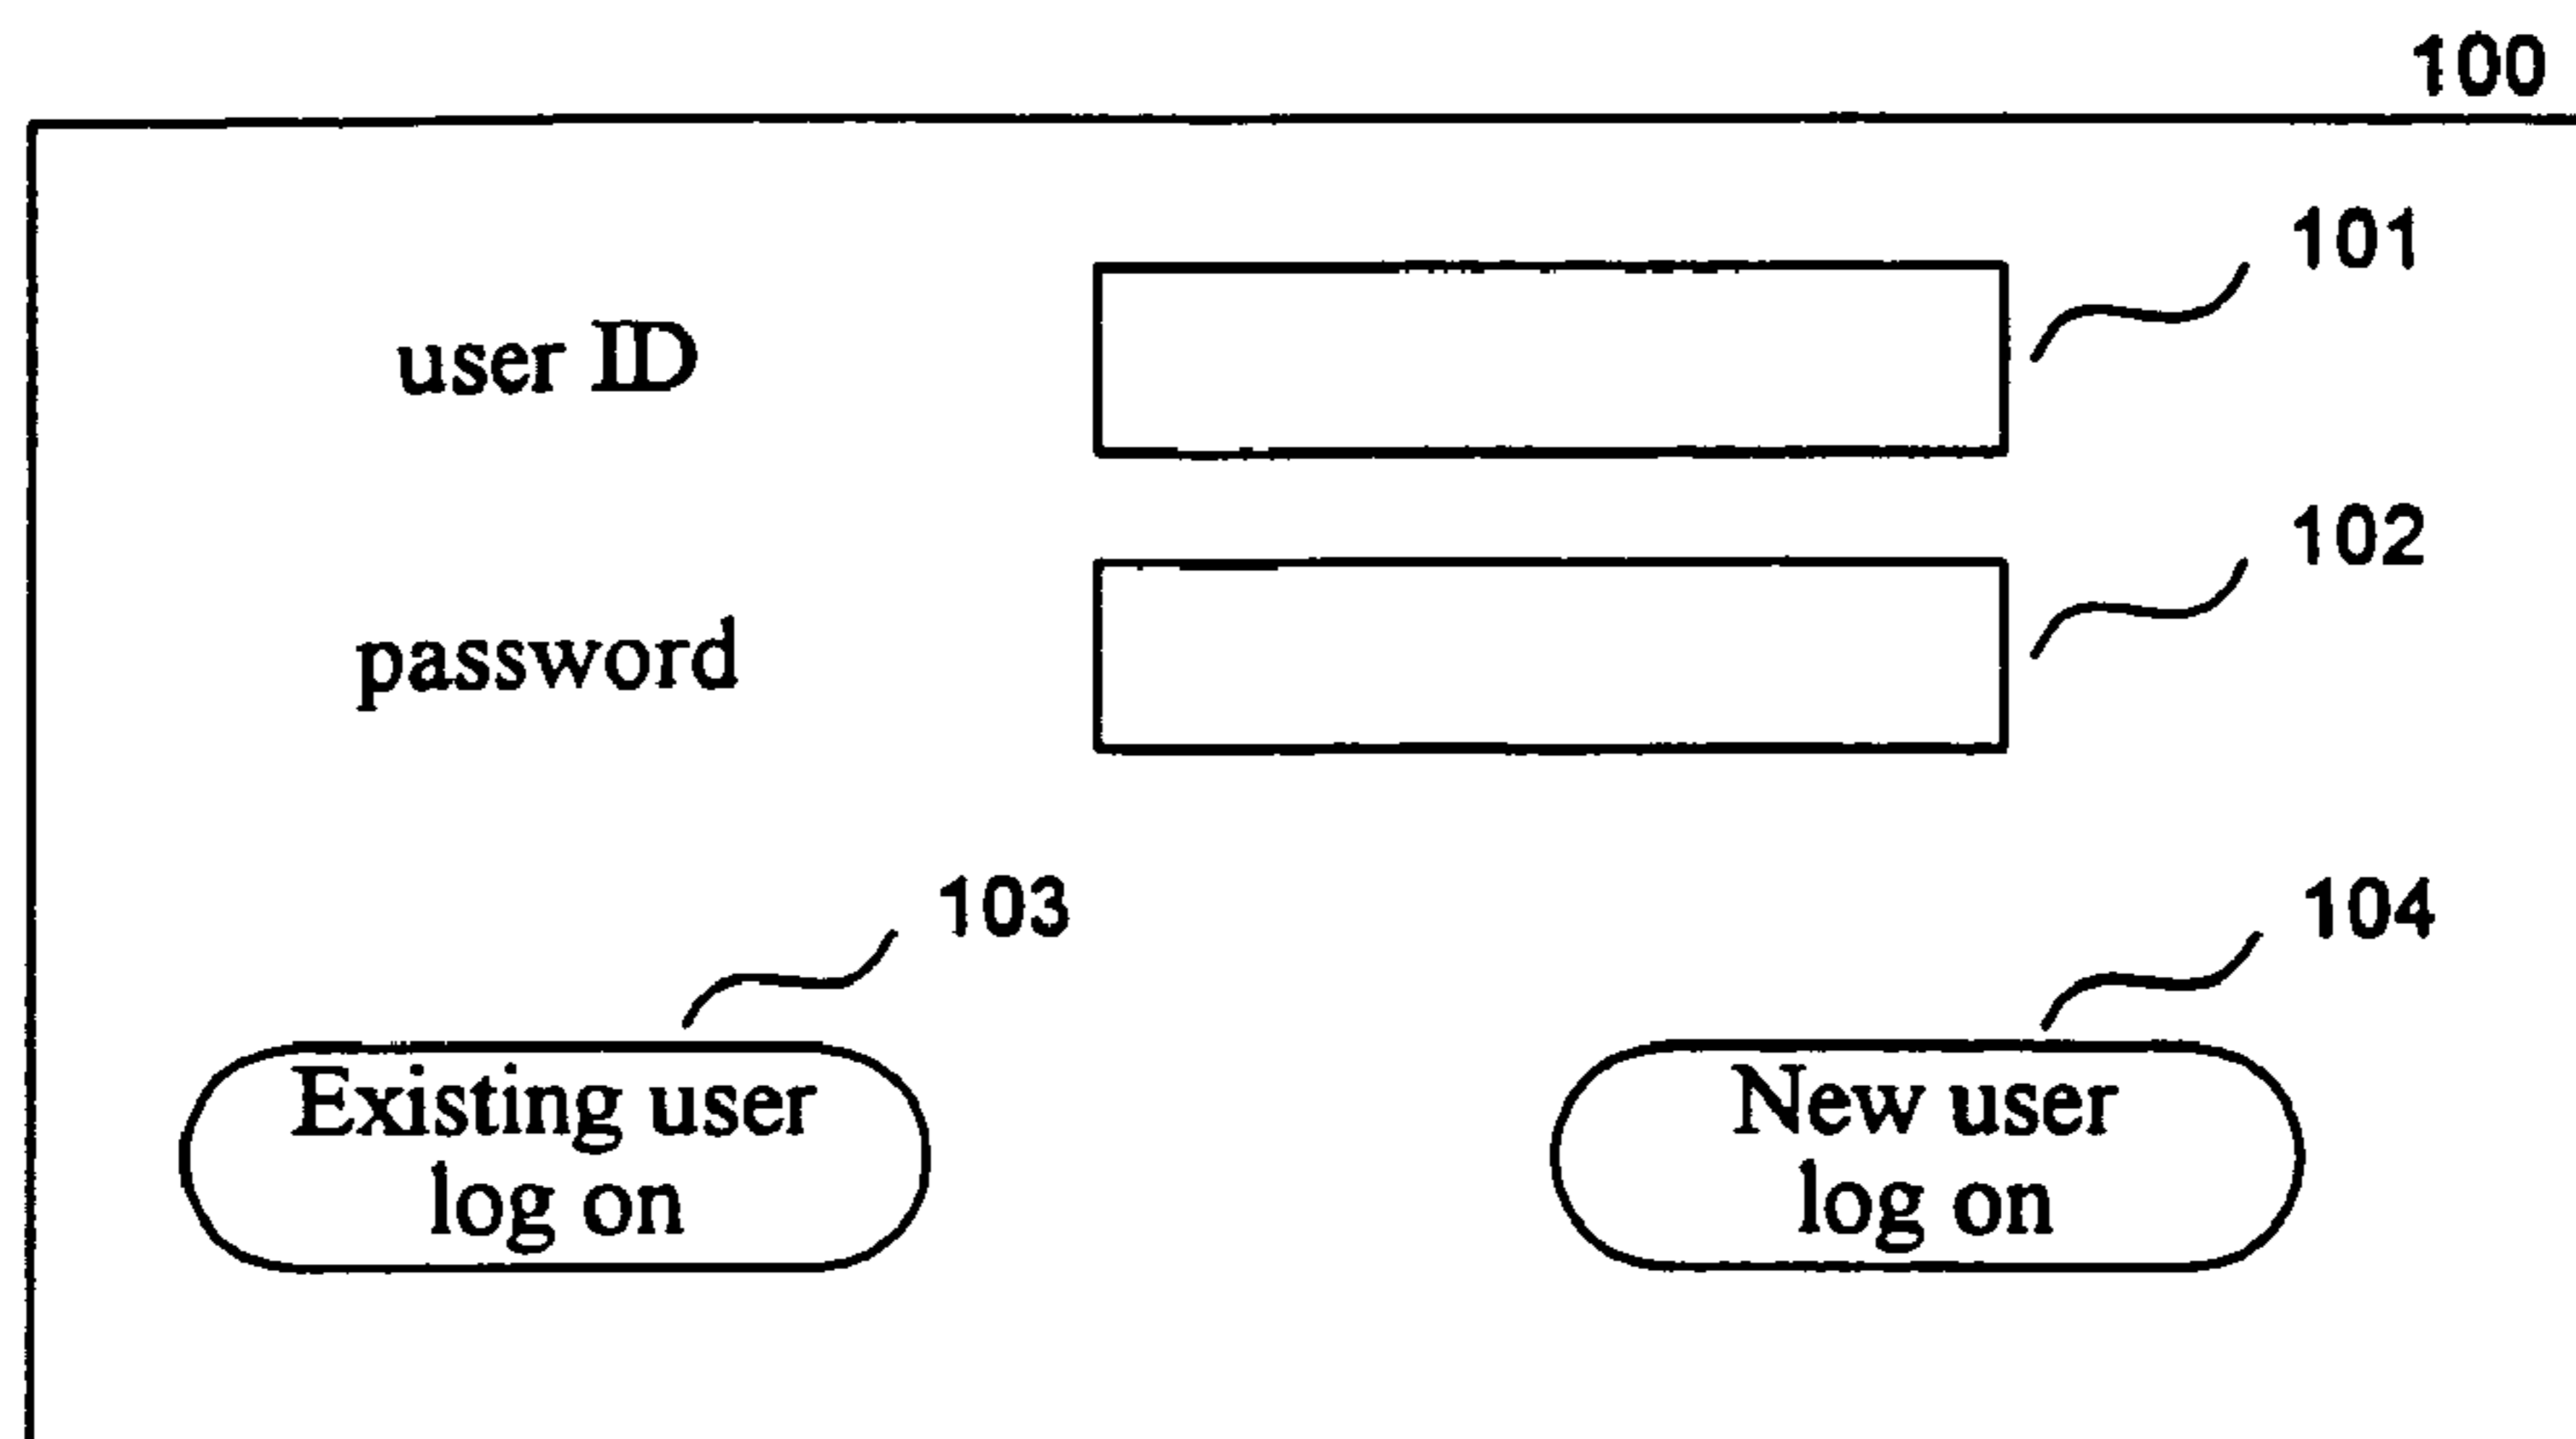 100
101
user ID
102
password
103
104
Existing user
log on
New user
log on